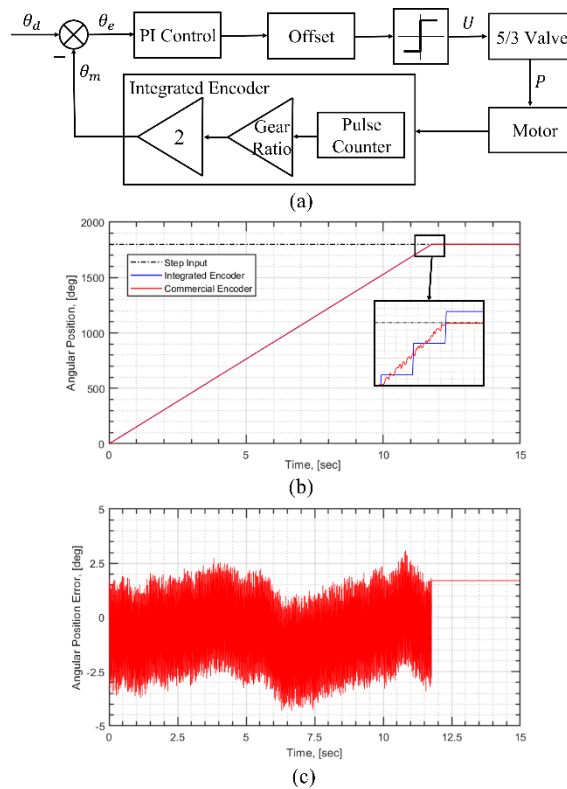 θd
θe
PI Control
Offset
U
5/3 Valve
−
θm
P
Integrated Encoder
2
Gear
Ratio
Pulse
Counter
Motor
(a)
2000
1500
1000
500
0
Angular Position, [deg]
Step Input
Integrated Encoder
Commercial Encoder
0 5 10 15
Time, [sec]
(b)
5
2.5
0
-2.5
-5
Angular Position Error, [deg]
0 2.5 5 7.5 10 12.5 15
Time, [sec]
(c)